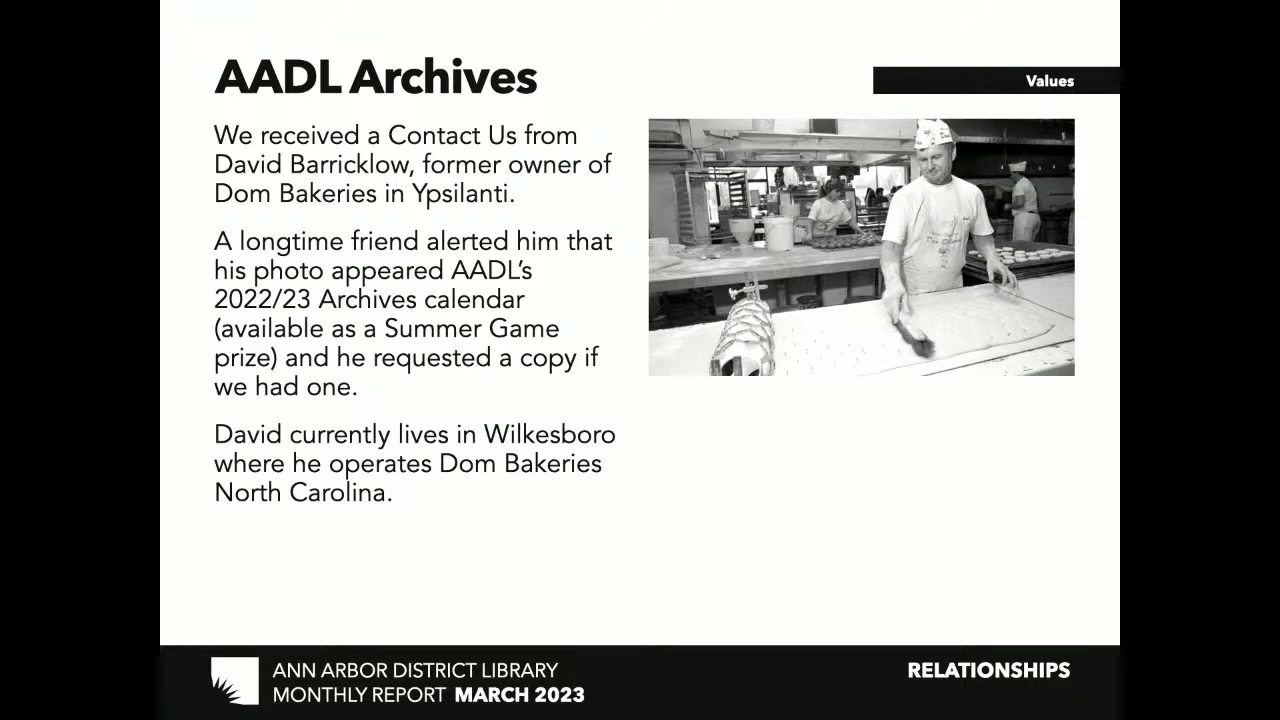 AADL Archives
Values
We received a Contact Us from
David Barricklow, former owner of
Dom Bakeries in Ypsilanti.
A longtime friend alerted him that
his photo appeared AADL's
2022/23 Archives calendar
(available as a Summer Game
prize) and he requested a copy if
we had one.
David currently lives in Wilkesboro
where he operates Dom Bakeries
North Carolina.
ANN ARBOR DISTRICT LIBRARY
MONTHLY REPORT MARCH 2023
RELATIONSHIPS